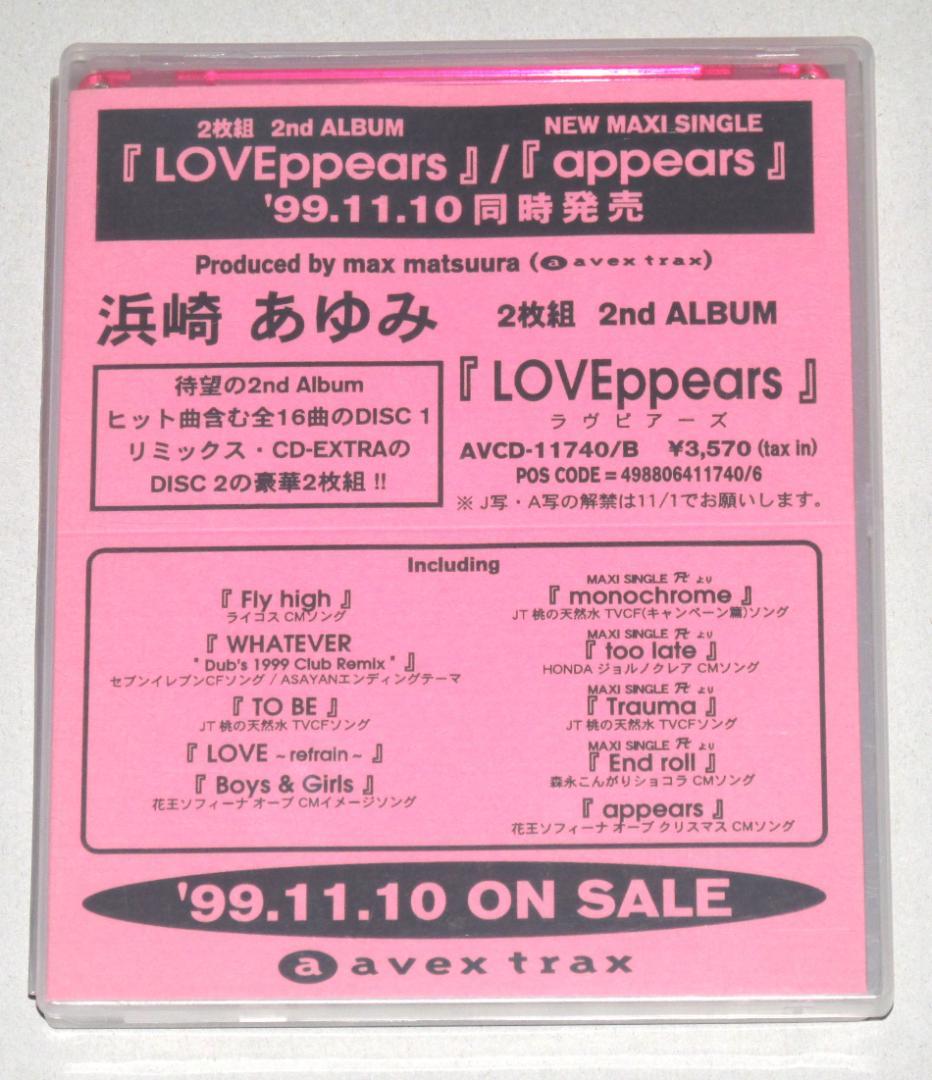 2枚組 2nd ALBUM
NEW MAXI SINGLE
『 LOVEppears 』/『 appears 』
'99.11.10 同時発売
Produced by max matsuura (a avex trax)
浜崎 あゆみ
2枚組 2nd ALBUM
『 LOVEppears 』
ラヴピアーズ
AVCD-11740/B ¥3,570 (tax in)
POS CODE = 498806411740/6
※ J写・A写の解禁は11/1でお願いします。
待望の2nd Album
ヒット曲含む全16曲のDISC 1
リミックス・CD-EXTRAの
DISC 2の豪華2枚組 !!
Including
『 Fly high 』
ライコス CMソング
『 WHATEVER
" Dub's 1999 Club Remix " 』
セブンイレブンCFソング / ASAYANエンディングテーマ
『 TO BE 』
JT 桃の天然水 TVCFソング
『 LOVE ~ refrain ~ 』
『 Boys & Girls 』
花王ソフィーナ オーブ CMイメージソング
MAXI SINGLE より
『 monochrome 』
JT 桃の天然水 TVCF(キャンペーン篇)ソング
MAXI SINGLE より
『 too late 』
HONDA ジョルノクレア CMソング
MAXI SINGLE より
『 Trauma 』
JT 桃の天然水 TVCFソング
MAXI SINGLE より
『 End roll 』
森永こんがりショコラ CMソング
『 appears 』
花王ソフィーナ オーブ クリスマス CMソング
'99.11.10 ON SALE
a avex trax